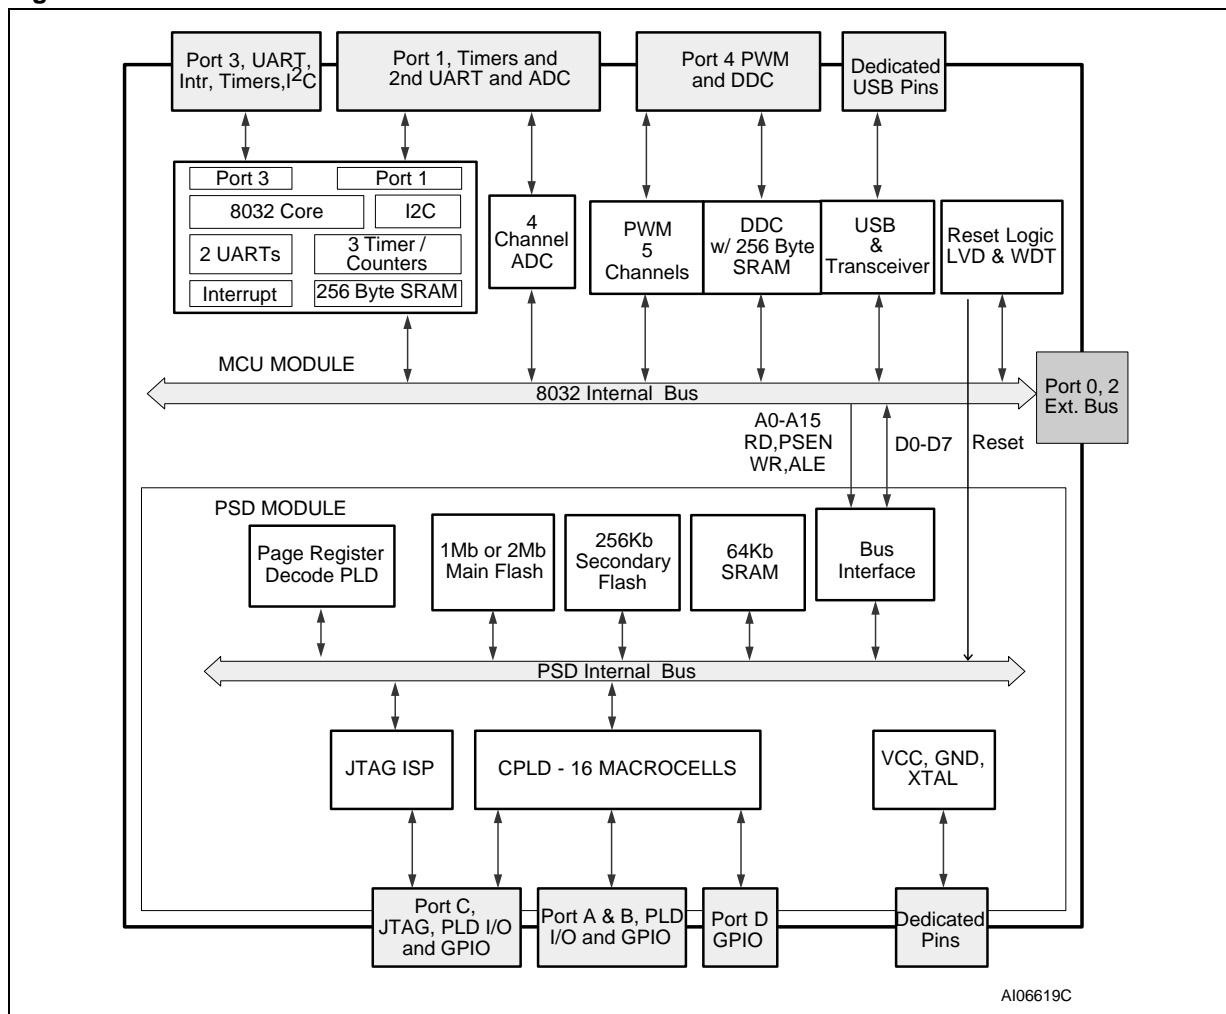 Port 3, UART,
Intr, Timers,I2C
Port 1, Timers and
2nd UART and ADC
Port 4 PWM
and DDC
Dedicated
USB Pins
Port 3
Port 1
8032 Core
I2C
2 UARTs
3 Timer /
Counters
Interrupt
256 Byte SRAM
4
Channel
ADC
PWM
5
Channels
DDC
w/ 256 Byte
SRAM
USB
&
Transceiver
Reset Logic
LVD & WDT
MCU MODULE
8032 Internal Bus
Port 0, 2
Ext. Bus
A0-A15
RD,PSEN
WR,ALE
D0-D7
Reset
PSD MODULE
Page Register
Decode PLD
1Mb or 2Mb
Main Flash
256Kb
Secondary
Flash
64Kb
SRAM
Bus
Interface
PSD Internal Bus
JTAG ISP
CPLD - 16 MACROCELLS
VCC, GND,
XTAL
Port C,
JTAG, PLD I/O
and GPIO
Port A & B, PLD
I/O and GPIO
Port D
GPIO
Dedicated
Pins
AI06619C